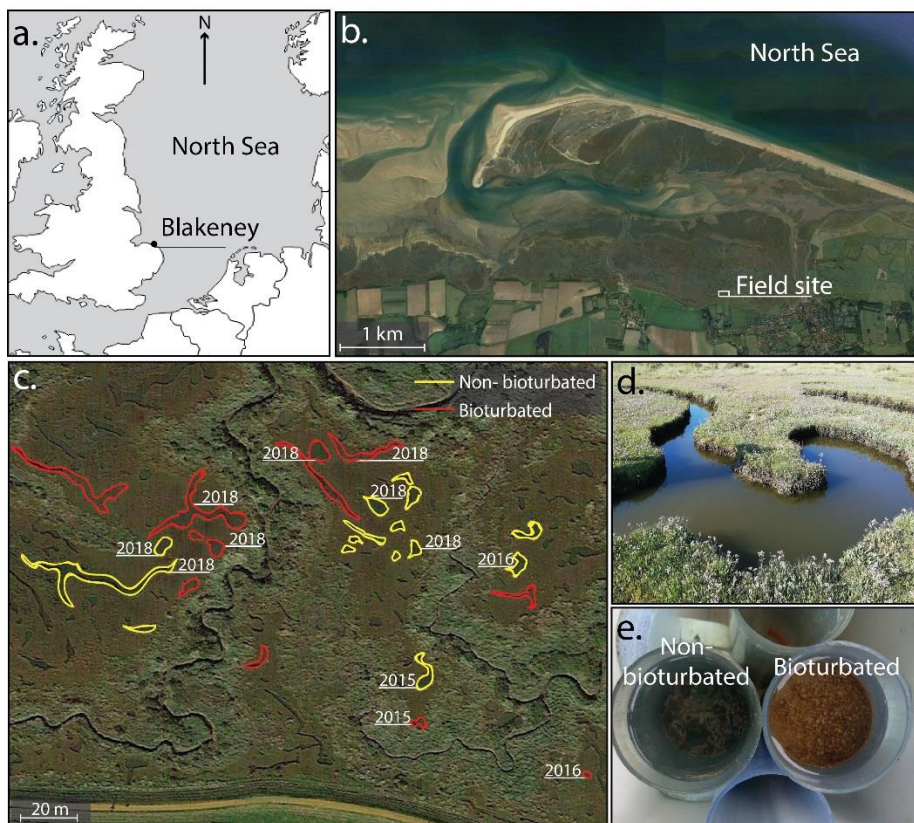 a.
N
North Sea
Blakeney
b.
North Sea
Field site
1 km
c.
Non- bioturbated
Bioturbated
2018
2018
2018
2018
2018
2018
2018
2018
2016
2015
2015
2016
20 m
d.
e.
Non-
bioturbated
Bioturbated